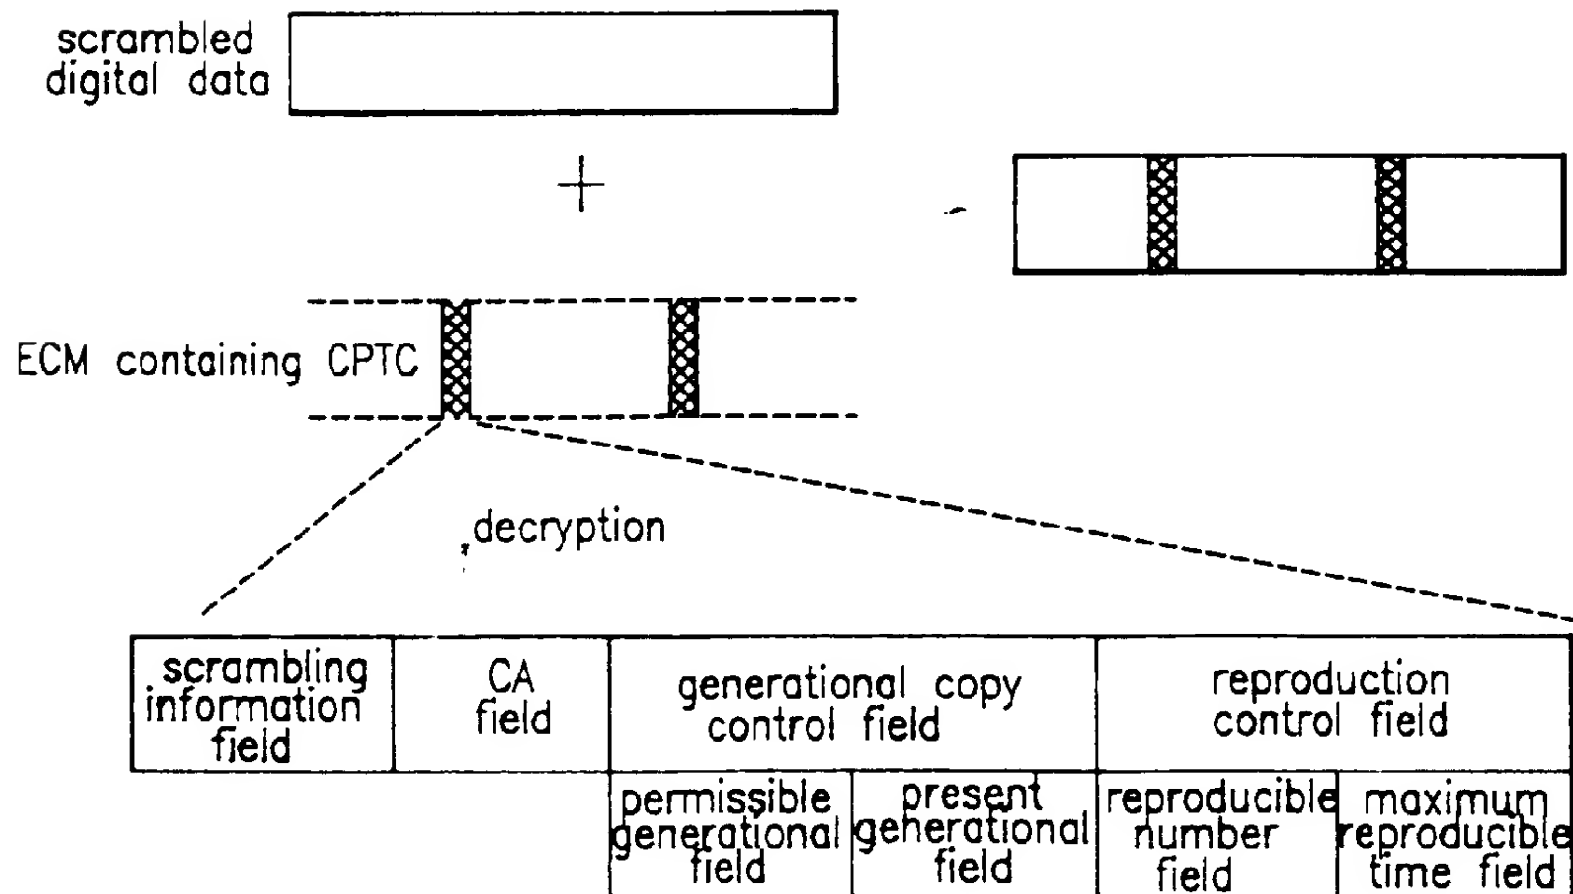 scrambled
digital data
+
ECM containing CPTC
decryption
scrambling
information
field
CA
field
generational copy
control field
reproduction
control field
permissible
generational
field
present
generational
field
reproducible
number
field
maximum
reproducible
time field